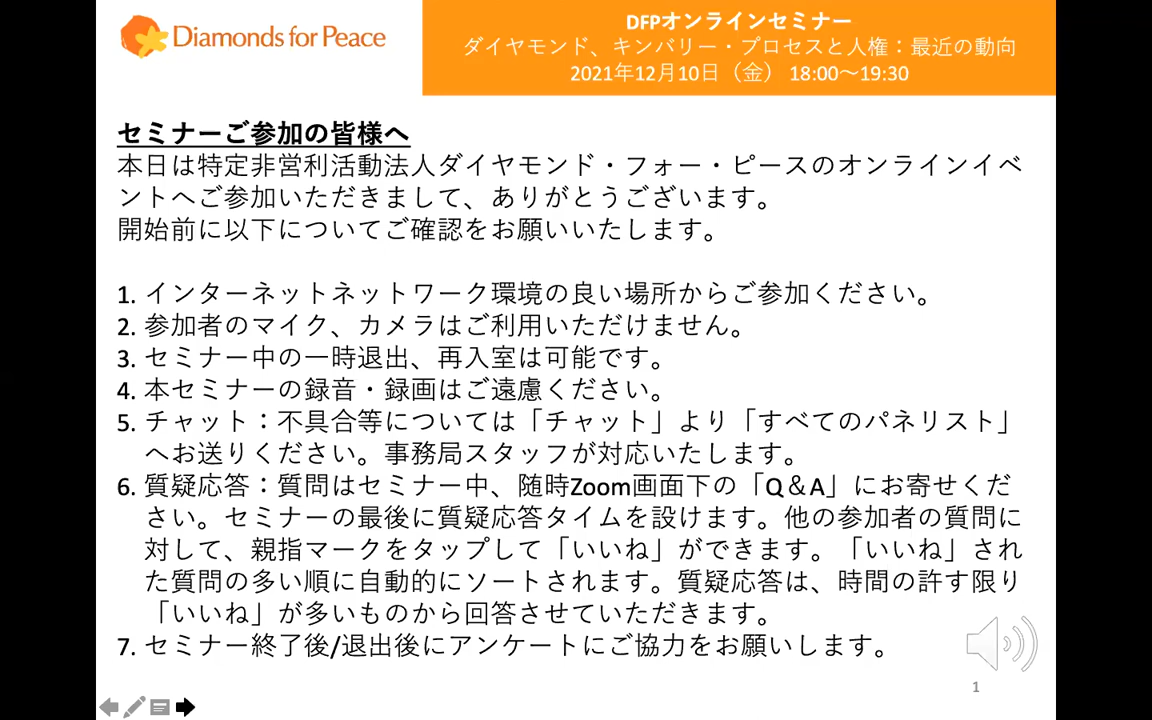 Diamonds for Peace
DFPオンラインセミナー
ダイヤモンド、キンバリー・プロセスと人権：最近の動向
2021年12月10日（金） 18:00〜19:30
セミナーご参加の皆様へ
本日は特定非営利活動法人ダイヤモンド・フォー・ピースのオンラインイベ
ントへご参加いただきまして、ありがとうございます。
開始前に以下についてご確認をお願いいたします。
1. インターネットネットワーク環境の良い場所からご参加ください。
2. 参加者のマイク、カメラはご利用いただけません。
3. セミナー中の一時退出、再入室は可能です。
4. 本セミナーの録音・録画はご遠慮ください。
5. チャット：不具合等については「チャット」より「すべてのパネリスト」
へお送りください。事務局スタッフが対応いたします。
6. 質疑応答：質問はセミナー中、随時Zoom画面下の「Q＆A」にお寄せくだ
さい。セミナーの最後に質疑応答タイムを設けます。他の参加者の質問に
対して、親指マークをタップして「いいね」ができます。「いいね」され
た質問の多い順に自動的にソートされます。質疑応答は、時間の許す限り
「いいね」が多いものから回答させていただきます。
7. セミナー終了後/退出後にアンケートにご協力をお願いします。
1